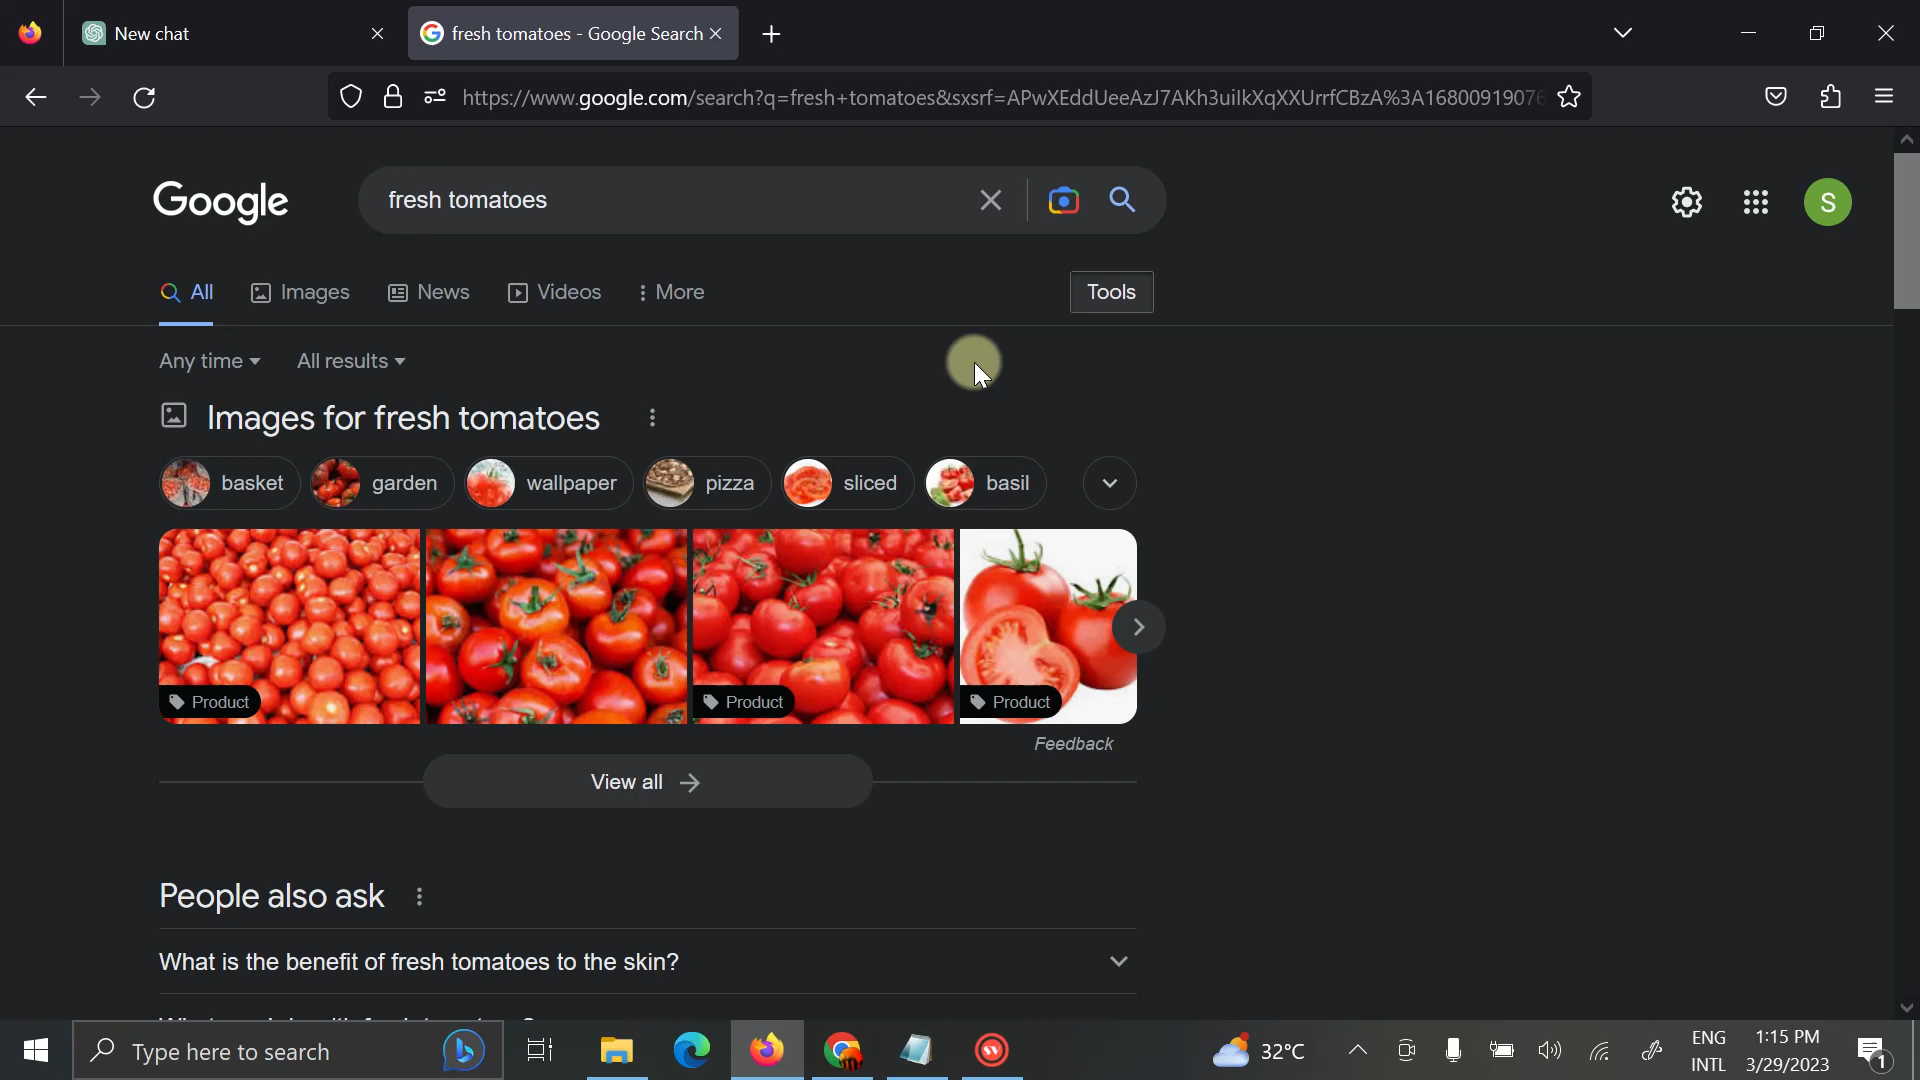 New chat
fresh tomatoes - Google Search
https://www.google.com/search?q=fresh+tomatoes&sxsrf=APwXEddUeeAzJ7AKh3uilkXqXXUrrfCBzA%3A16800919076
Google
fresh tomatoes
S
All Images News Videos More Tools
Any time All results
Images for fresh tomatoes
basket garden wallpaper pizza sliced basil
Product Product Product
Feedback
View all
People also ask
What is the benefit of fresh tomatoes to the skin?
Type here to search
32°C
ENG
INTL
1:15 PM
3/29/2023
1